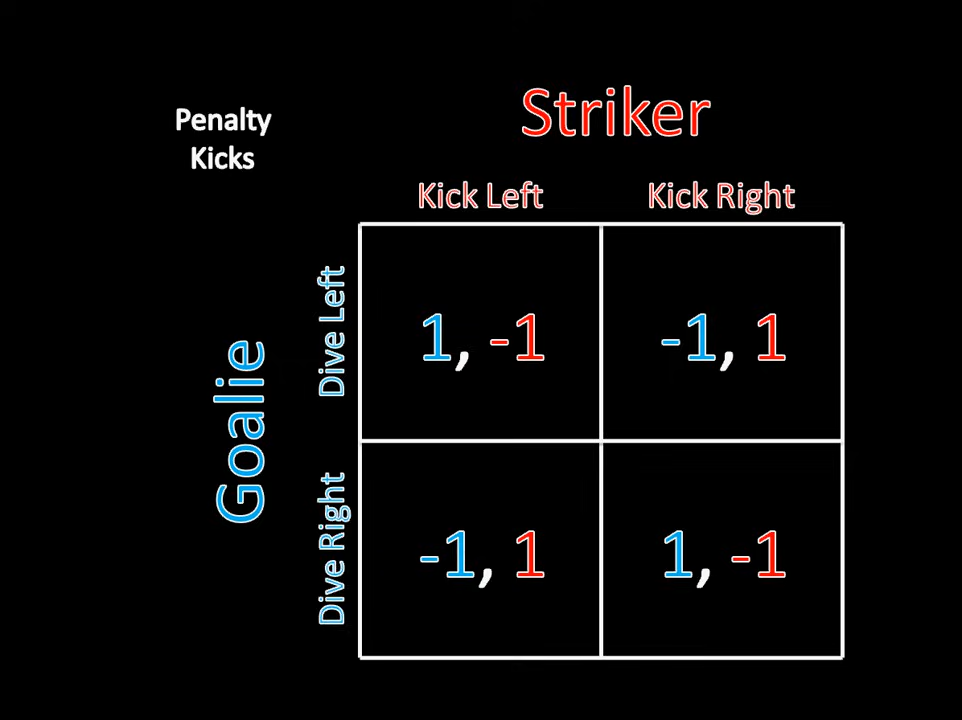 Penalty
Kicks
Striker
Kick Left
Kick Right
Goalie
Dive Left
1, -1
-1, 1
Dive Right
-1, 1
1, -1